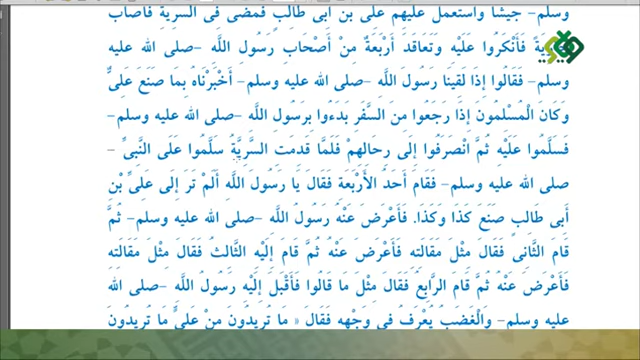 وسلم- جيشا واستعمل عليهم على بن أبى طالب فمضى فى السرية فأصاب
فَأَنْكَرُوا عَلَيْهِ وَتَعَاقَدَ أَرْبَعَةٌ مِنْ أَصْحَابِ رَسُولِ اللَّهِ -صلى الله عليه
وسلم- فَقَالُوا إِذَا لَقِينَا رَسُولَ اللَّهِ -صلى الله عليه وسلم- أَخْبَرْنَاهُ بِمَا صَنَعَ عَلِىٌّ
وَكَانَ الْمُسْلِمُونَ إِذَا رَجَعُوا مِنَ السَّفَرِ بَدَءُوا بِرَسُولِ اللَّهِ -صلى الله عليه وسلم-
فَسَلَّمُوا عَلَيْهِ ثُمَّ انْصَرَفُوا إِلَى رِحَالِهِمْ فَلَمَّا قَدِمَتِ السَّرِيَّةُ سَلَّمُوا عَلَى النَّبِىِّ -
صلى الله عليه وسلم- فَقَامَ أَحَدُ الأَرْبَعَةِ فَقَالَ يَا رَسُولَ اللَّهِ أَلَمْ تَرَ إِلَى عَلِىِّ بْنِ
أَبِى طَالِبٍ صَنَعَ كَذَا وَكَذَا. فَأَعْرَضَ عَنْهُ رَسُولُ اللَّهِ -صلى الله عليه وسلم- ثُمَّ
قَامَ الثَّانِى فَقَالَ مِثْلَ مَقَالَتِهِ فَأَعْرَضَ عَنْهُ ثُمَّ قَامَ إِلَيْهِ الثَّالِثُ فَقَالَ مِثْلَ مَقَالَتِهِ
فَأَعْرَضَ عَنْهُ ثُمَّ قَامَ الرَّابِعُ فَقَالَ مِثْلَ مَا قَالُوا فَأَقْبَلَ إِلَيْهِ رَسُولُ اللَّهِ -صلى الله
عليه وسلم- وَالْغَضَبُ يُعْرَفُ فِى وَجْهِهِ فَقَالَ « مَا تُرِيدُونَ مِنْ عَلِىٍّ مَا تُرِيدُونَ